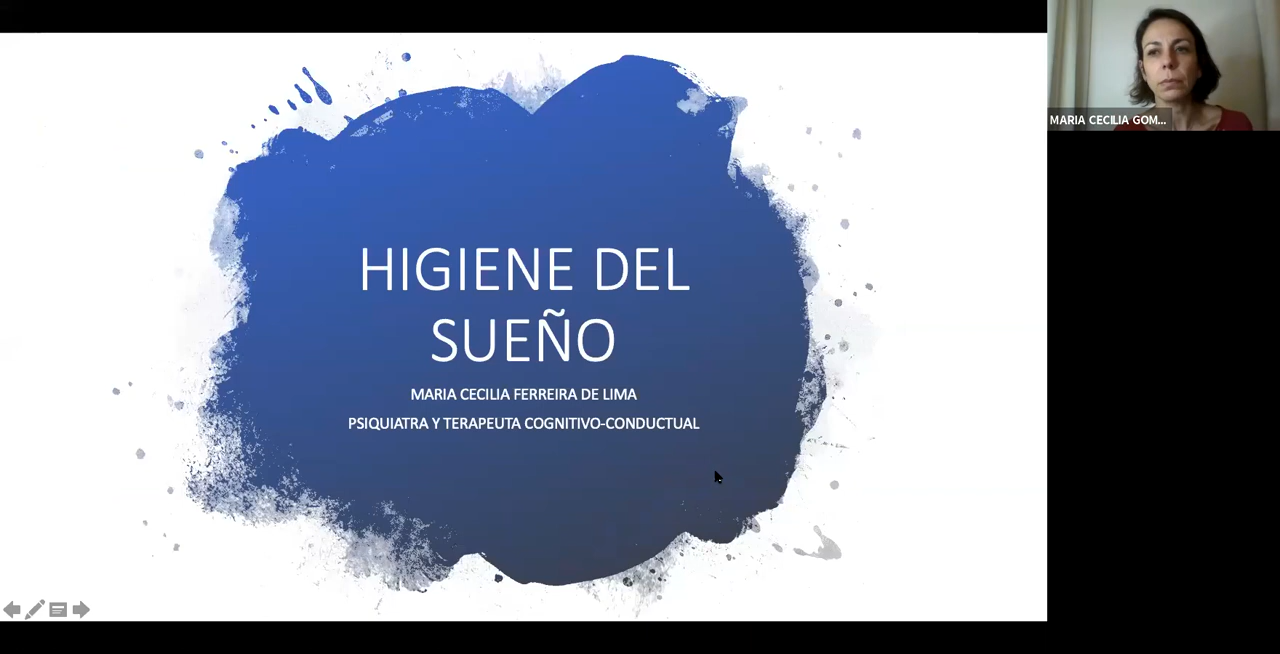 HIGIENE DEL
SUEÑO
MARIA CECILIA FERREIRA DE LIMA
PSIQUIATRA Y TERAPEUTA COGNITIVO-CONDUCTUAL
MARIA CECILIA GOM...